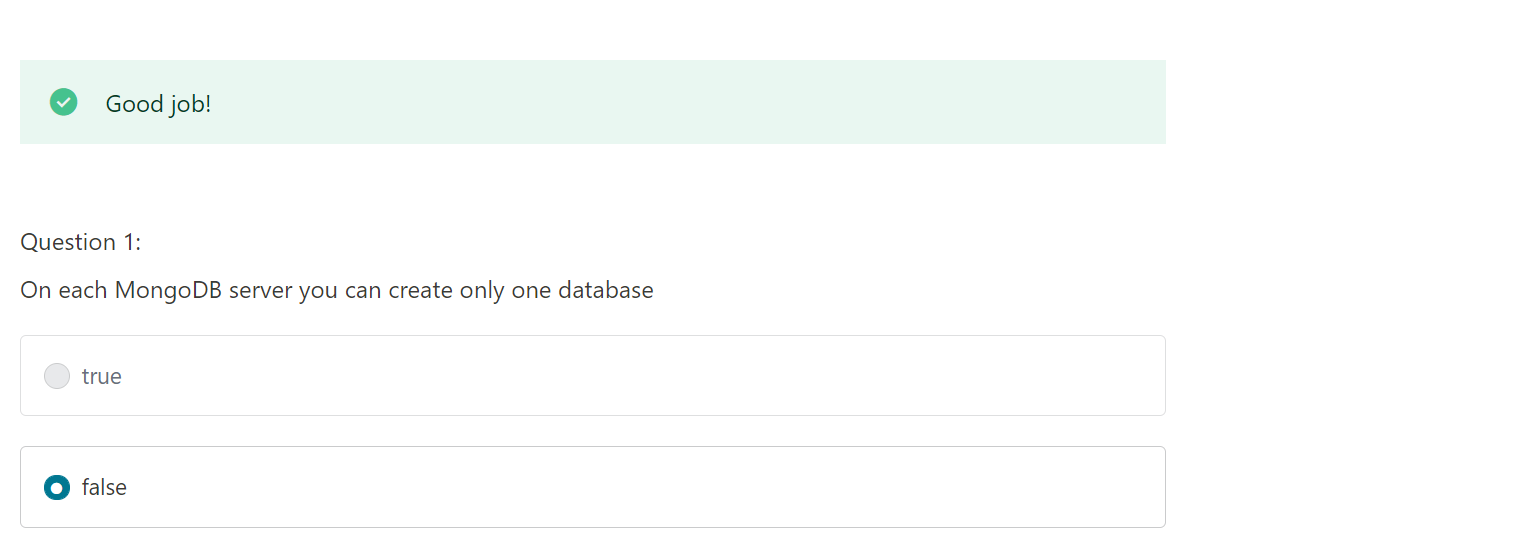 Good job!
Question 1:
On each MongoDB server you can create only one database
true
false